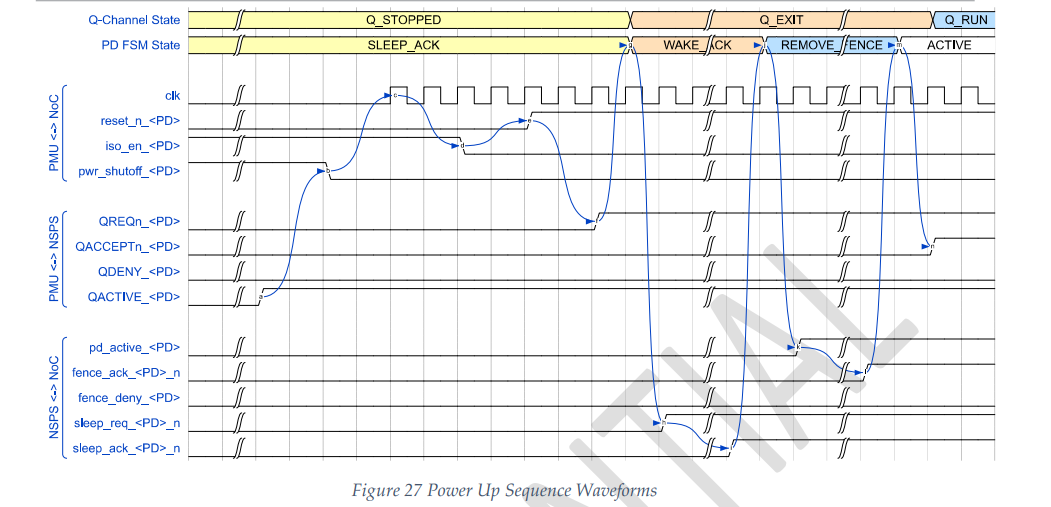 Q-Channel State Q_STOPPED Q_EXIT Q_RUN
PD FSM State SLEEP_ACK WAKE_ACK REMOVE_FENCE ACTIVE
PMU <-> NoC
clk
reset_n_<PD>
iso_en_<PD>
pwr_shutoff_<PD>
PMU <-> NSPS
QREQn_<PD>
QACCEPTn_<PD>
QDENY_<PD>
QACTIVE_<PD>
NSPS <-> NoC
pd_active_<PD>
fence_ack_<PD>_n
fence_deny_<PD>
sleep_req_<PD>_n
sleep_ack_<PD>_n
NTIAL
Figure 27 Power Up Sequence Waveforms